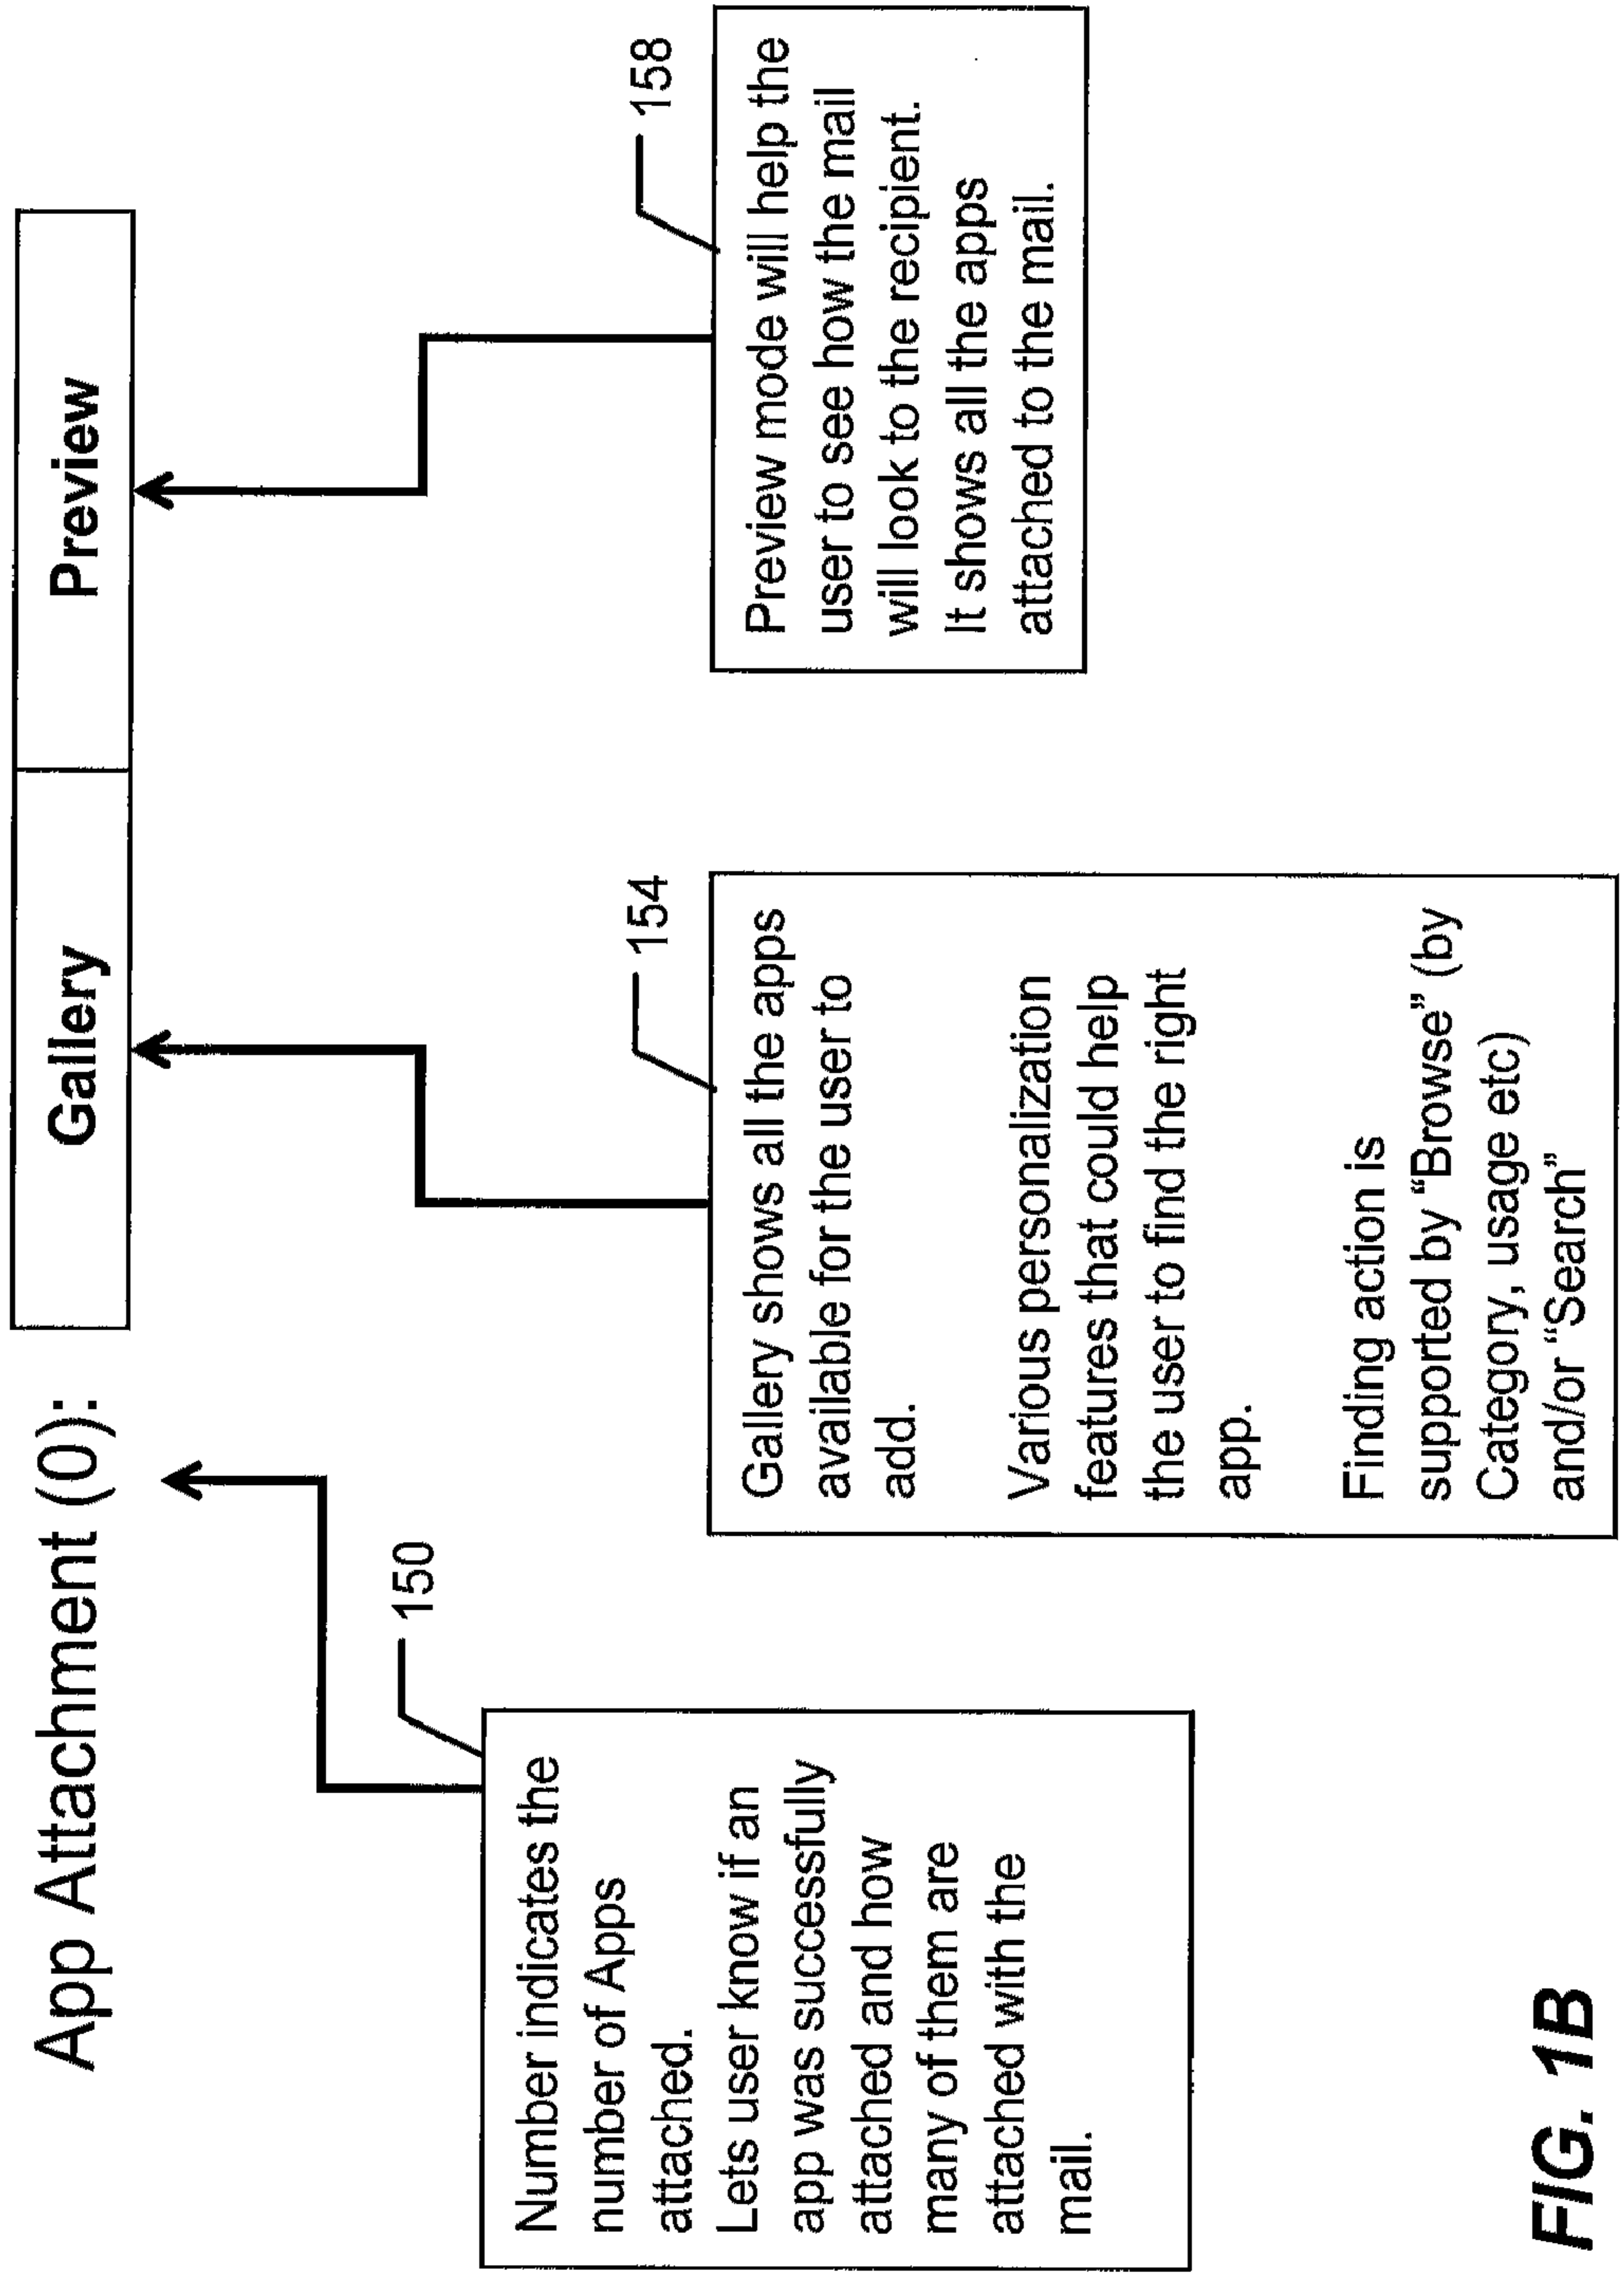 App Attachment (0):
Gallery
Preview
150
Number indicates the
number of Apps
attached.
Lets user know if an
app was successfully
attached and how
many of them are
attached with the
mail.
154
Gallery shows all the apps
available for the user to
add.
Various personalization
features that could help
the user to find the right
app.
Finding action is
supported by “Browse” (by
Category, usage etc)
and/or “Search”
158
Preview mode will help the
user to see how the mail
will look to the recipient.
It shows all the apps
attached to the mail.
FIG. 1B